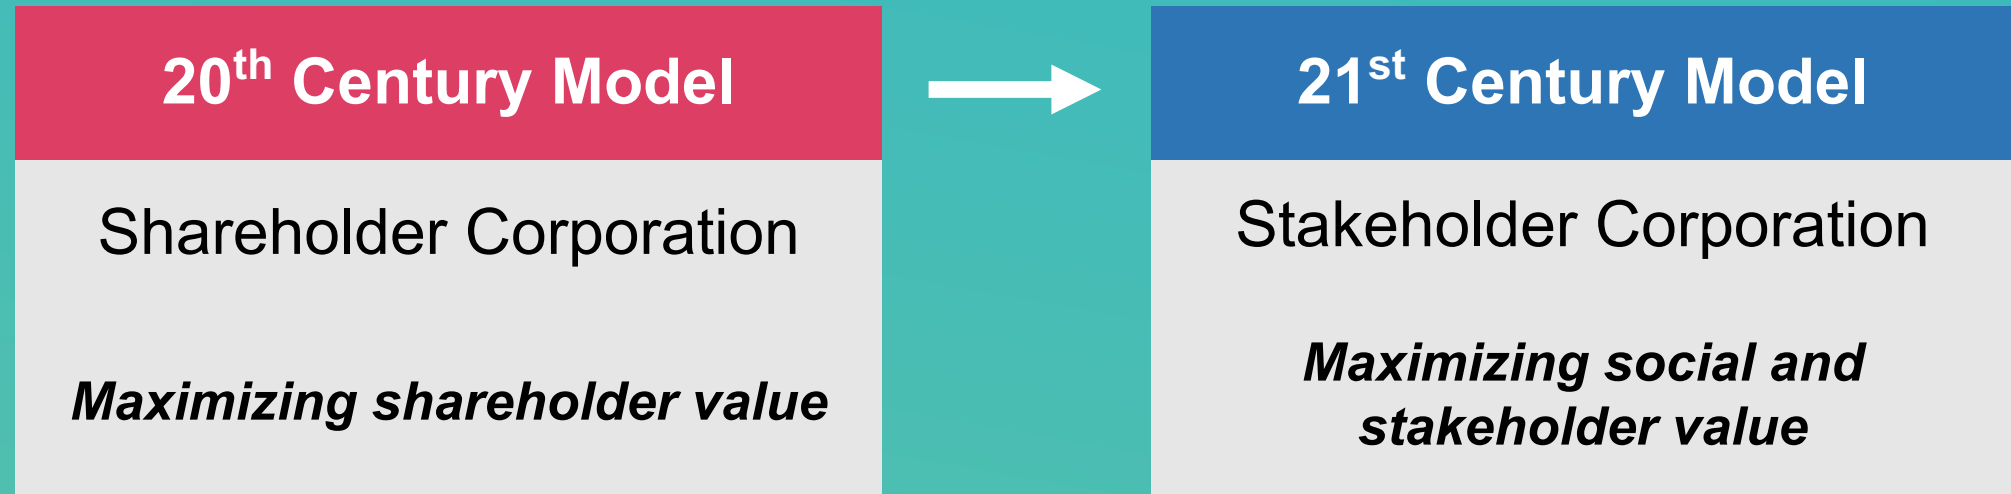 20th Century Model
Shareholder Corporation
Maximizing shareholder value
21st Century Model
Stakeholder Corporation
Maximizing social and
stakeholder value